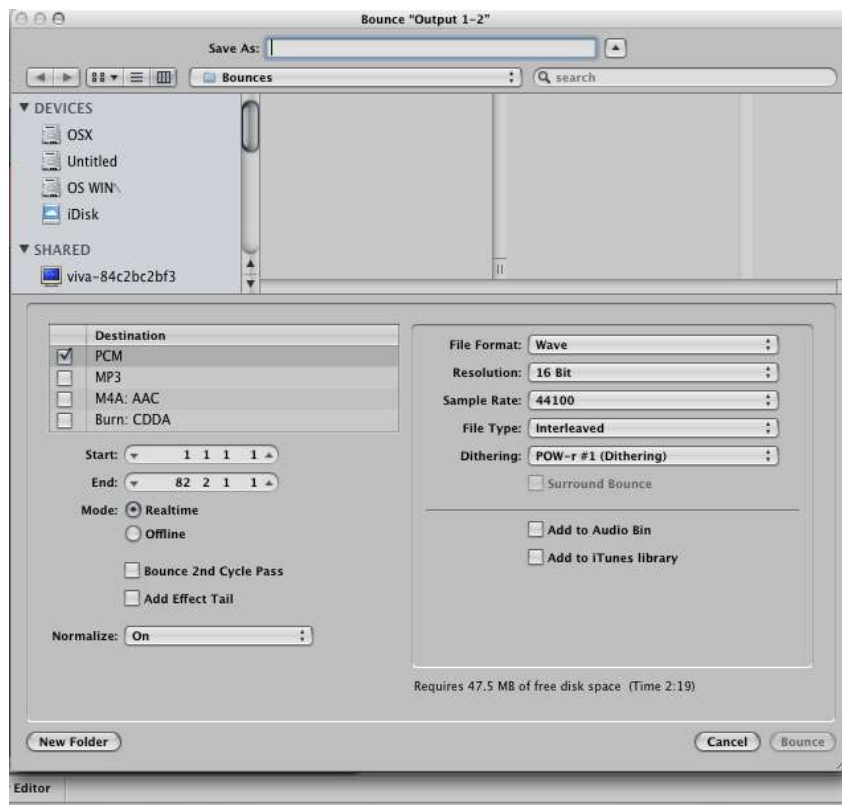 Bounce "Output 1-2"
Save As:
Bounces
search
DEVICES
OSX
Untitled
OS WIN
iDisk
SHARED
viva-84c2bc2bf3
Destination
PCM
MP3
M4A: AAC
Burn: CDDA
Start: 1 1 1 1
End: 82 2 1 1
Mode: Realtime
Offline
Bounce 2nd Cycle Pass
Add Effect Tail
Normalize: On
File Format: Wave
Resolution: 16 Bit
Sample Rate: 44100
File Type: Interleaved
Dithering: POW-r #1 (Dithering)
Surround Bounce
Add to Audio Bin
Add to iTunes library
Requires 47.5 MB of free disk space (Time 2:19)
New Folder
Cancel
Bounce
Editor